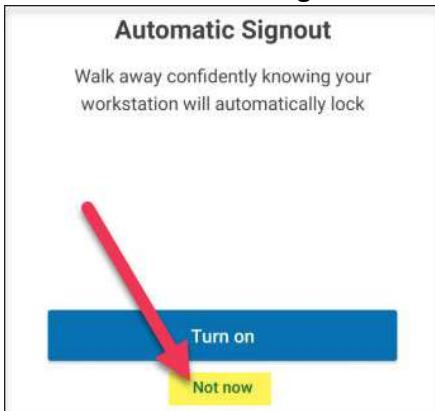 Automatic Signout
Walk away confidently knowing your
workstation will automatically lock
Turn on
Not now